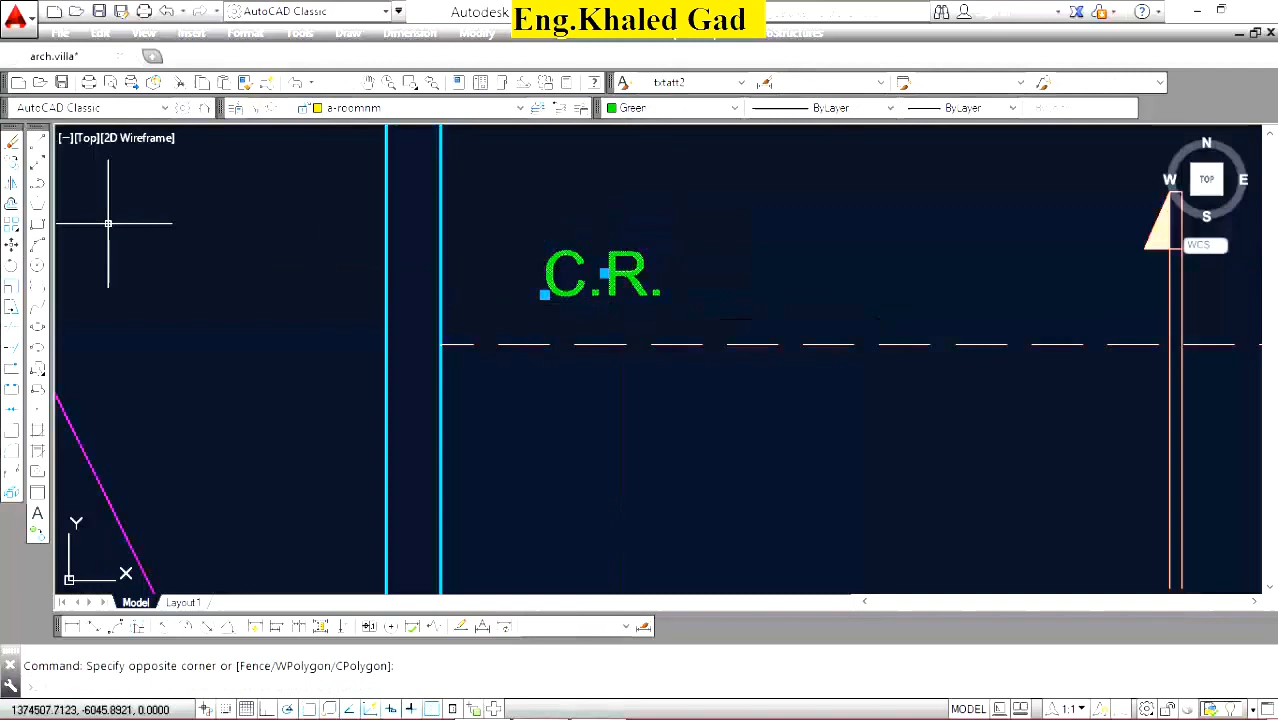 AutoCAD Classic
Autodesk
Eng.Khaled Gad
File Edit View Insert Format Tools Draw Dimension Modify
arch.villa*
txtatt2
AutoCAD Classic
a-roomnm
Green
ByLayer
ByLayer
[−][Top][2D Wireframe]
N
W
TOP
E
S
WCS
C.R.
Y
X
Model
Layout1
Command: Specify opposite corner or [Fence/WPolygon/CPolygon]:
1374507.7123, -6045.8921, 0.0000
MODEL
1:1